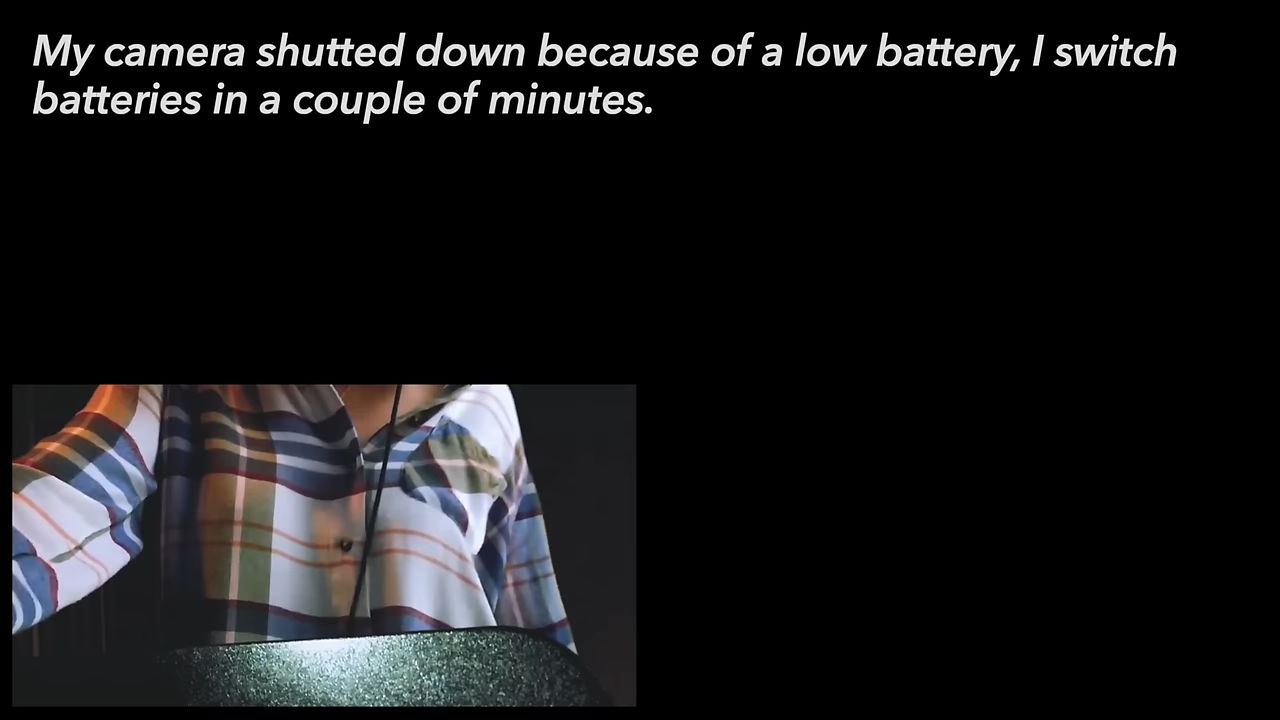 My camera shutted down because of a low battery, I switch
batteries in a couple of minutes.